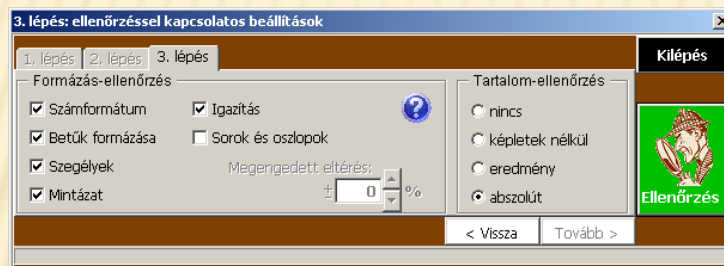 3. lépés: ellenőrzéssel kapcsolatos beállítások
1. lépés 2. lépés 3. lépés
Kilépés
Formázás-ellenőrzés
Számformátum
Igazítás
Betűk formázása
Sorok és oszlopok
Szegélyek
Megengedett eltérés:
Mintázat
± 0 %
Tartalom-ellenőrzés
nincs
képletek nélkül
eredmény
abszolút
Ellenőrzés
< Vissza Tovább >